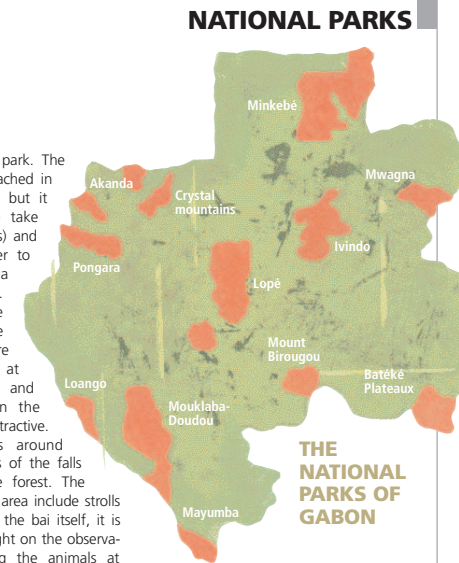 NATIONAL PARKS
park. The
ached in
but it
take
s) and
er to
a
.
e
e
re
at
and
n the
tractive.
s around
s of the falls
e forest. The
area include strolls
the bai itself, it is
ght on the observa-
ng the animals at
Minkebé
Mwagna
Akanda
Crystal
mountains
Ivindo
Pongara
Lopé
Mount
Birougou
Batéké
Plateaux
Loango
Mouklaba-
Doudou
Mayumba
THE
NATIONAL
PARKS OF
GABON